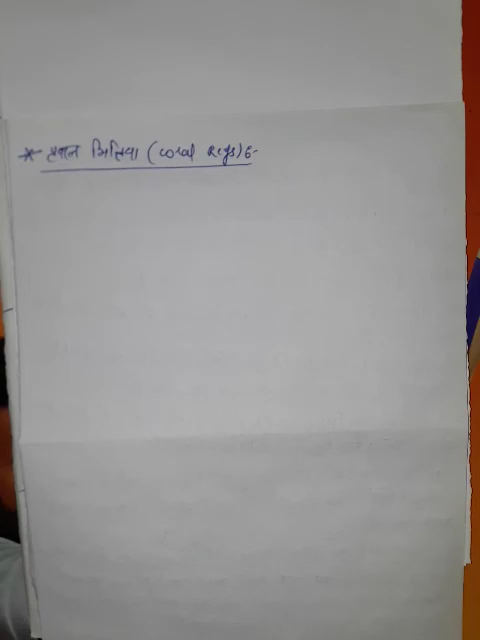 * प्रवाल भित्तिया (coral reefs) :-